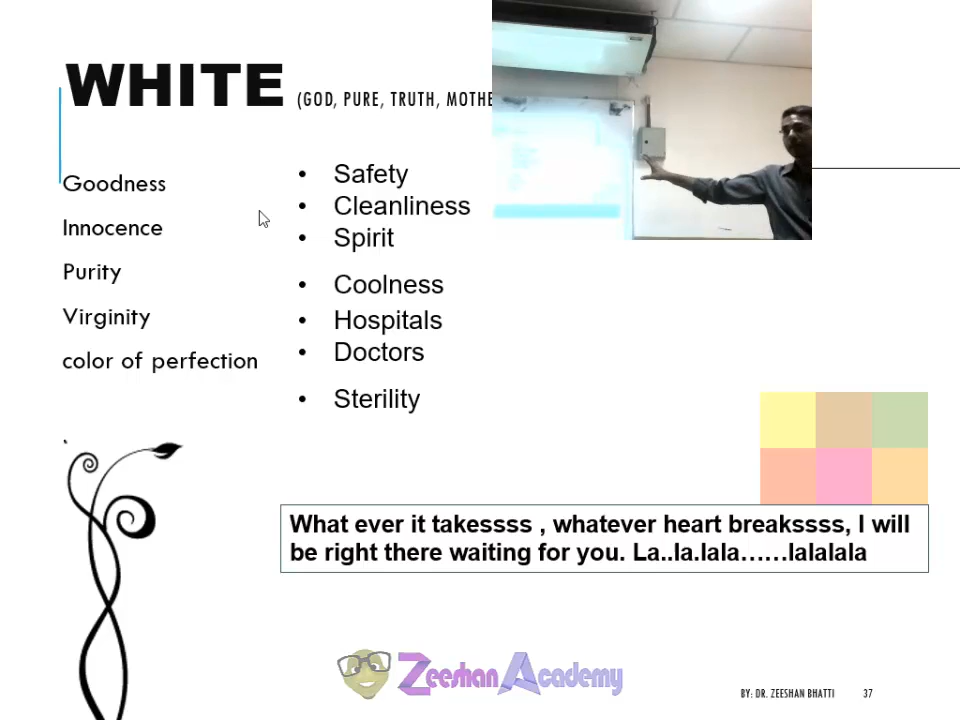 WHITE (GOD, PURE, TRUTH, MOTHE
Goodness
Innocence
Purity
Virginity
color of perfection
• Safety
• Cleanliness
• Spirit
• Coolness
• Hospitals
• Doctors
• Sterility
What ever it takessss , whatever heart breakssss, I will
be right there waiting for you. La..la.lala……lalalala
Zeeshan Academy
BY: DR. ZEESHAN BHATTI 37